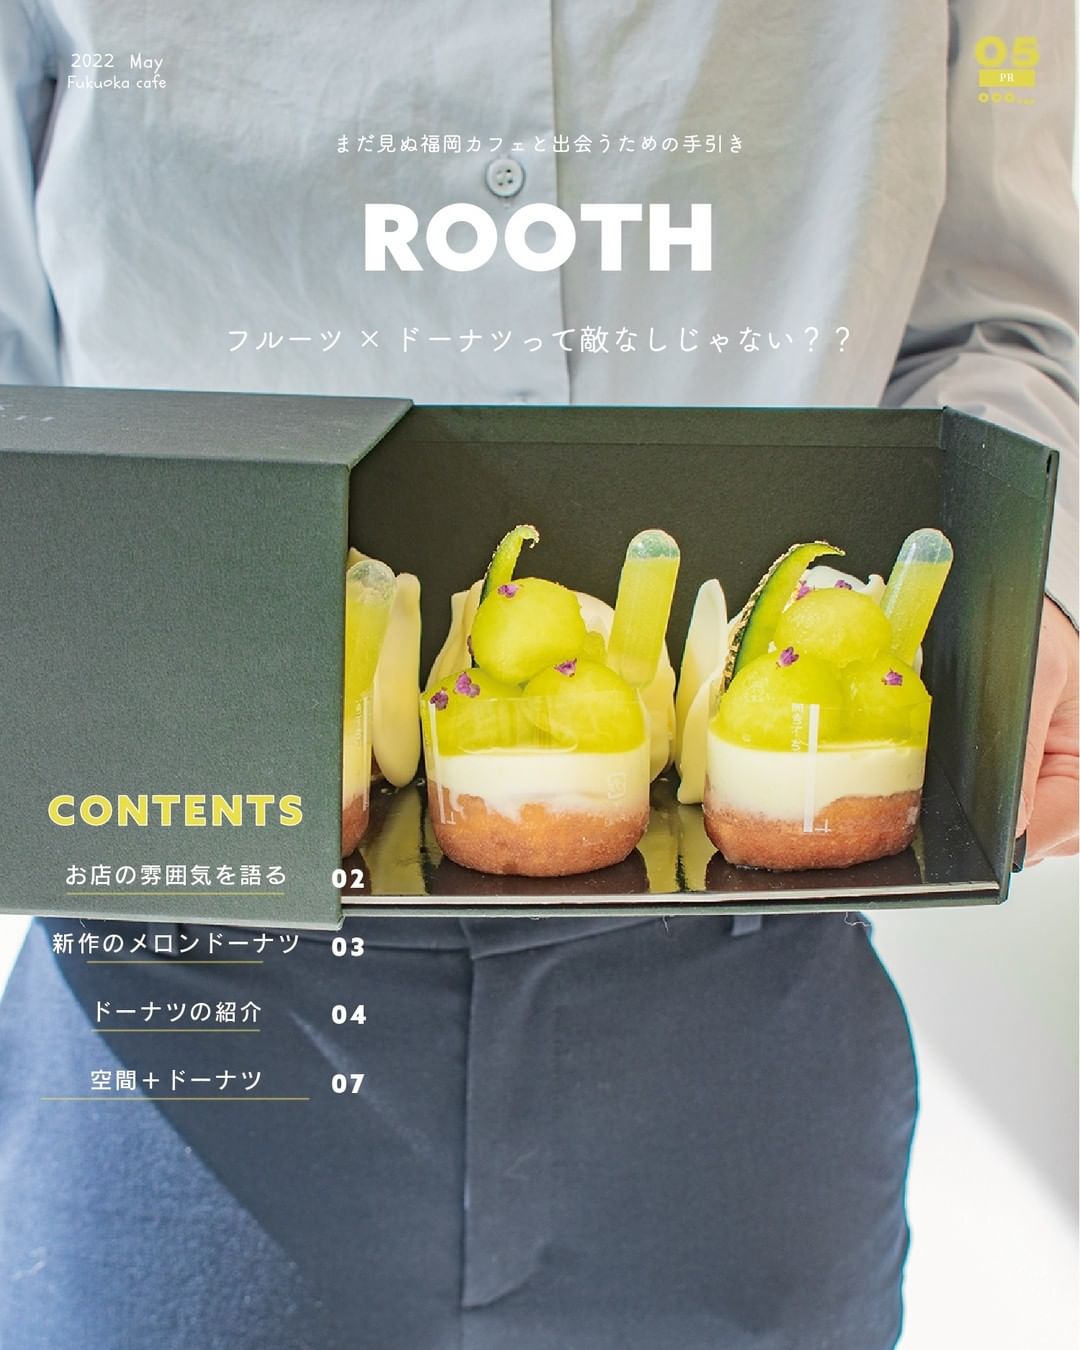 2022 May
Fukuoka cafe
05
PR
まだ見ぬ福岡カフェと出会うための手引き
ROOTH
フルーツ × ドーナツって敵なしじゃない？？
CONTENTS
お店の雰囲気を語る 02
新作のメロンドーナツ 03
ドーナツの紹介 04
空間＋ドーナツ 07